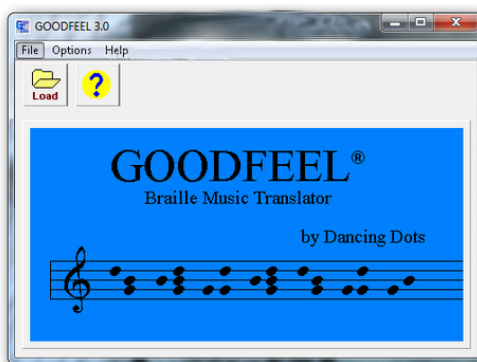 GOODFEEL 3.0
File Options Help
Load
GOODFEEL®
Braille Music Translator
by Dancing Dots